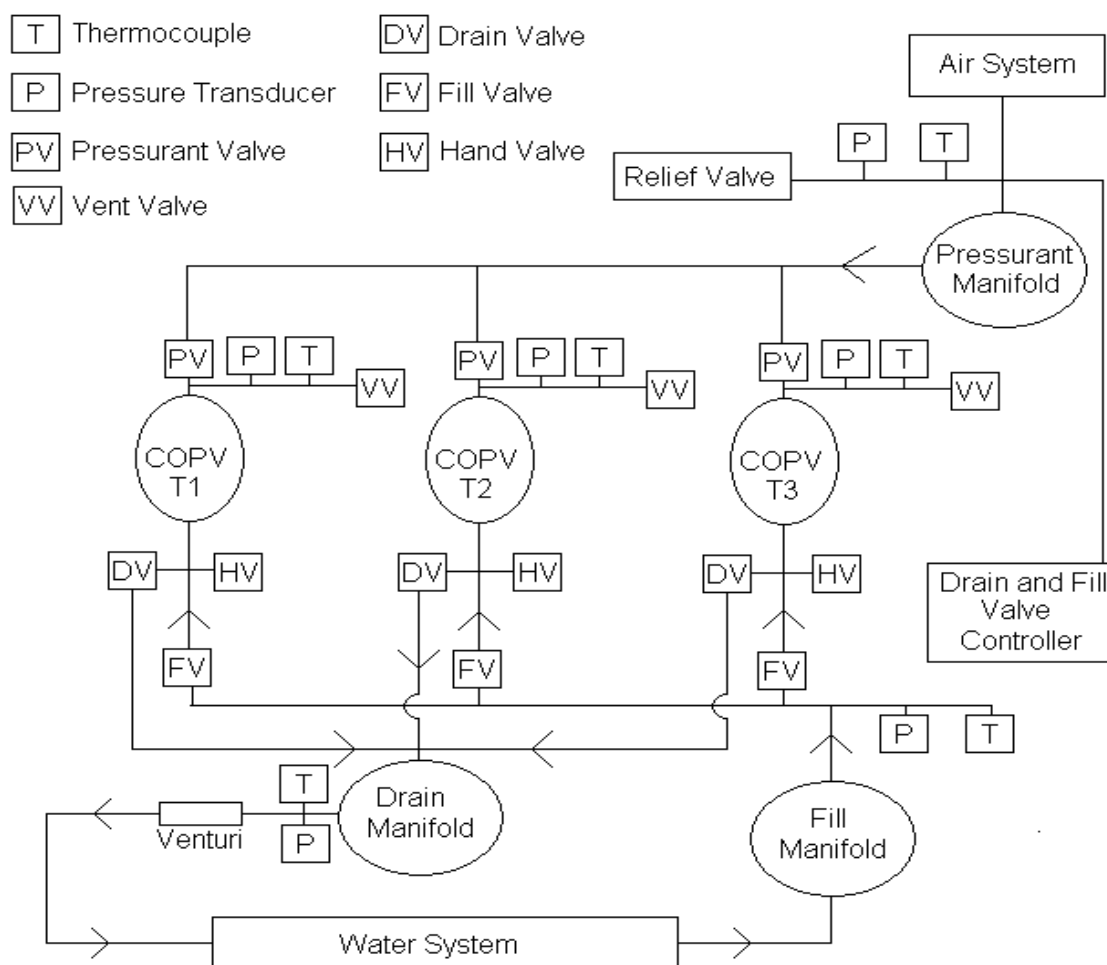 T Thermocouple
DV Drain Valve
P Pressure Transducer
FV Fill Valve
PV Pressurant Valve
HV Hand Valve
VV Vent Valve
Air System
P
T
Relief Valve
Pressurant
Manifold
PV
P
T
VV
PV
P
T
VV
PV
P
T
VV
COPV
T1
COPV
T2
COPV
T3
DV
HV
DV
HV
DV
HV
Drain and Fill
Valve
Controller
FV
FV
FV
P
T
T
P
Venturi
Drain
Manifold
Fill
Manifold
Water System